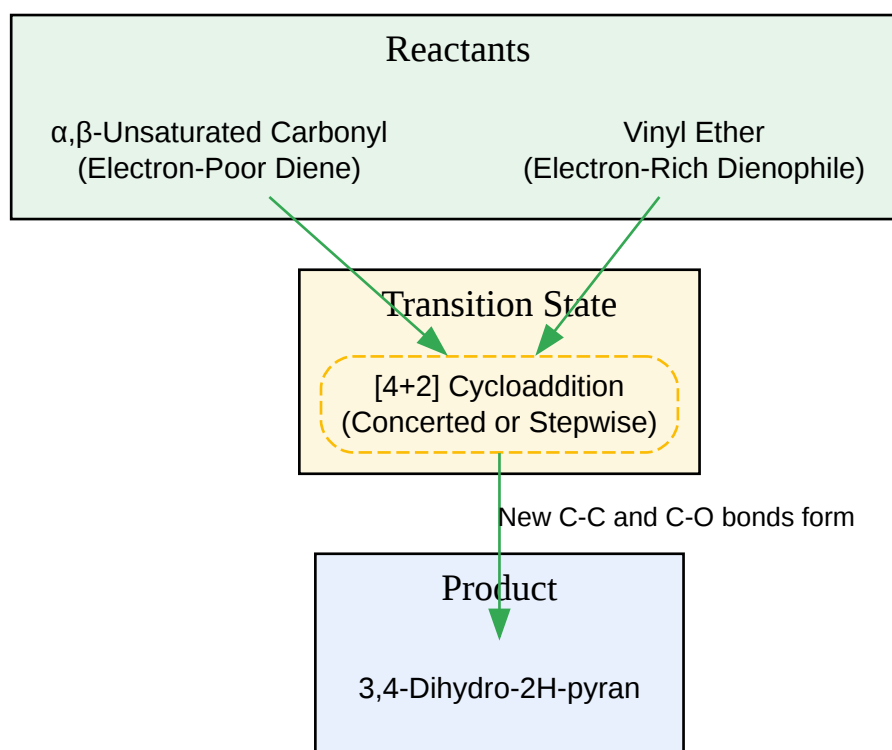 Reactants
α,β-Unsaturated Carbonyl
(Electron-Poor Diene)
Vinyl Ether
(Electron-Rich Dienophile)
Transition State
[4+2] Cycloaddition
(Concerted or Stepwise)
New C-C and C-O bonds form
Product
3,4-Dihydro-2H-pyran